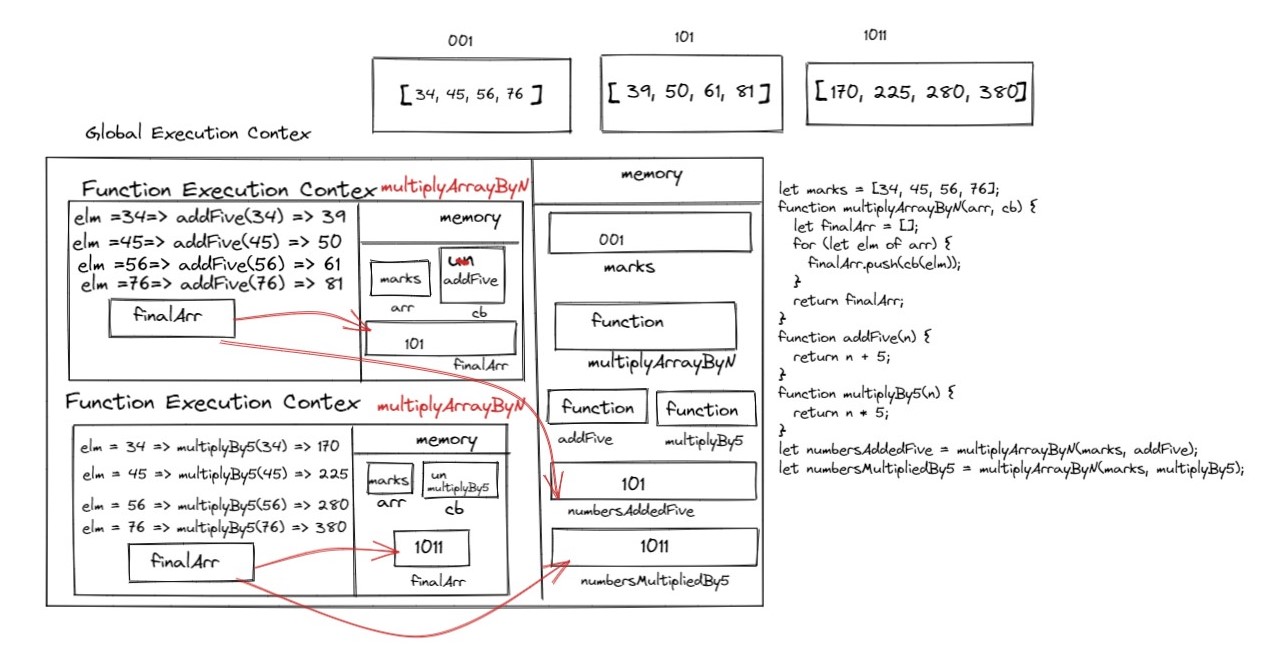 001
101
1011
[ 34, 45, 56, 76 ]
[ 39, 50, 61, 81 ]
[170, 225, 280, 380]
Global Execution Contex
Function Execution Contex multiplyArrayByN
elm =34=> addFive(34) => 39
elm =45=> addFive(45) => 50
elm =56=> addFive(56) => 61
elm =76=> addFive(76) => 81
finalArr
memory
marks
arr
un
addFive
cb
101
finalArr
Function Execution Contex multiplyArrayByN
elm = 34 => multiplyBy5(34) => 170
elm = 45 => multiplyBy5(45) => 225
elm = 56 => multiplyBy5(56) => 280
elm = 76 => multiplyBy5(76) => 380
finalArr
memory
marks
arr
un
multiplyBy5
cb
1011
finalArr
memory
001
marks
function
multiplyArrayByN
function
addFive
function
multiplyBy5
101
numbersAddedFive
1011
numbersMultipliedBy5
let marks = [34, 45, 56, 76];
function multiplyArrayByN(arr, cb) {
let finalArr = [];
for (let elm of arr) {
finalArr.push(cb(elm));
}
return finalArr;
}
function addFive(n) {
return n + 5;
}
function multiplyBy5(n) {
return n * 5;
}
let numbersAddedFive = multiplyArrayByN(marks, addFive);
let numbersMultipliedBy5 = multiplyArrayByN(marks, multiplyBy5);